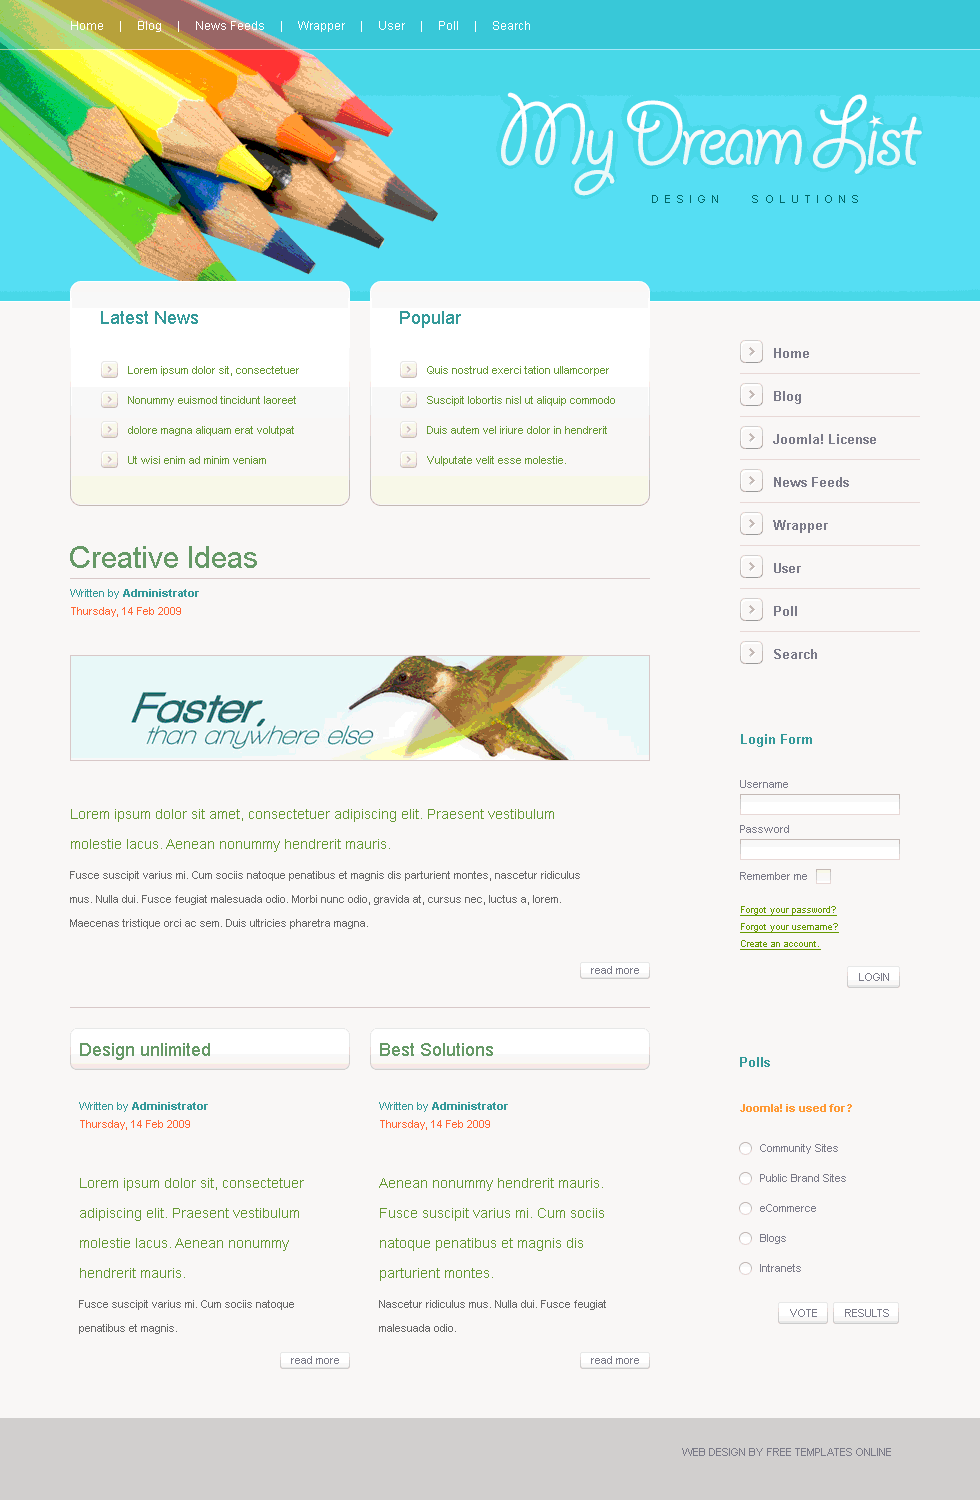 Home | Blog | News Feeds | Wrapper | User | Poll | Search
My Dream List
DESIGN SOLUTIONS
Latest News
Lorem ipsum dolor sit, consectetuer
Nonummy euismod tincidunt laoreet
dolore magna aliquam erat volutpat
Ut wisi enim ad minim veniam
Popular
Quis nostrud exerci tation ullamcorper
Suscipit lobortis nisl ut aliquip commodo
Duis autem vel iriure dolor in hendrerit
Vulputate velit esse molestie.
Creative Ideas
Written by Administrator
Thursday, 14 Feb 2009
Faster,
than anywhere else
Lorem ipsum dolor sit amet, consectetuer adipiscing elit. Praesent vestibulum
molestie lacus. Aenean nonummy hendrerit mauris.
Fusce suscipit varius mi. Cum sociis natoque penatibus et magnis dis parturient montes, nascetur ridiculus
mus. Nulla dui. Fusce feugiat malesuada odio. Morbi nunc odio, gravida at, cursus nec, luctus a, lorem.
Maecenas tristique orci ac sem. Duis ultricies pharetra magna.
read more
Design unlimited
Written by Administrator
Thursday, 14 Feb 2009
Lorem ipsum dolor sit, consectetuer
adipiscing elit. Praesent vestibulum
molestie lacus. Aenean nonummy
hendrerit mauris.
Fusce suscipit varius mi. Cum sociis natoque
penatibus et magnis.
read more
Best Solutions
Written by Administrator
Thursday, 14 Feb 2009
Aenean nonummy hendrerit mauris.
Fusce suscipit varius mi. Cum sociis
natoque penatibus et magnis dis
parturient montes.
Nascetur ridiculus mus. Nulla dui. Fusce feugiat
malesuada odio.
read more
Home
Blog
Joomla! License
News Feeds
Wrapper
User
Poll
Search
Login Form
Username
Password
Remember me
Forgot your password?
Forgot your username?
Create an account.
LOGIN
Polls
Joomla! is used for?
Community Sites
Public Brand Sites
eCommerce
Blogs
Intranets
VOTE
RESULTS
WEB DESIGN BY FREE TEMPLATES ONLINE